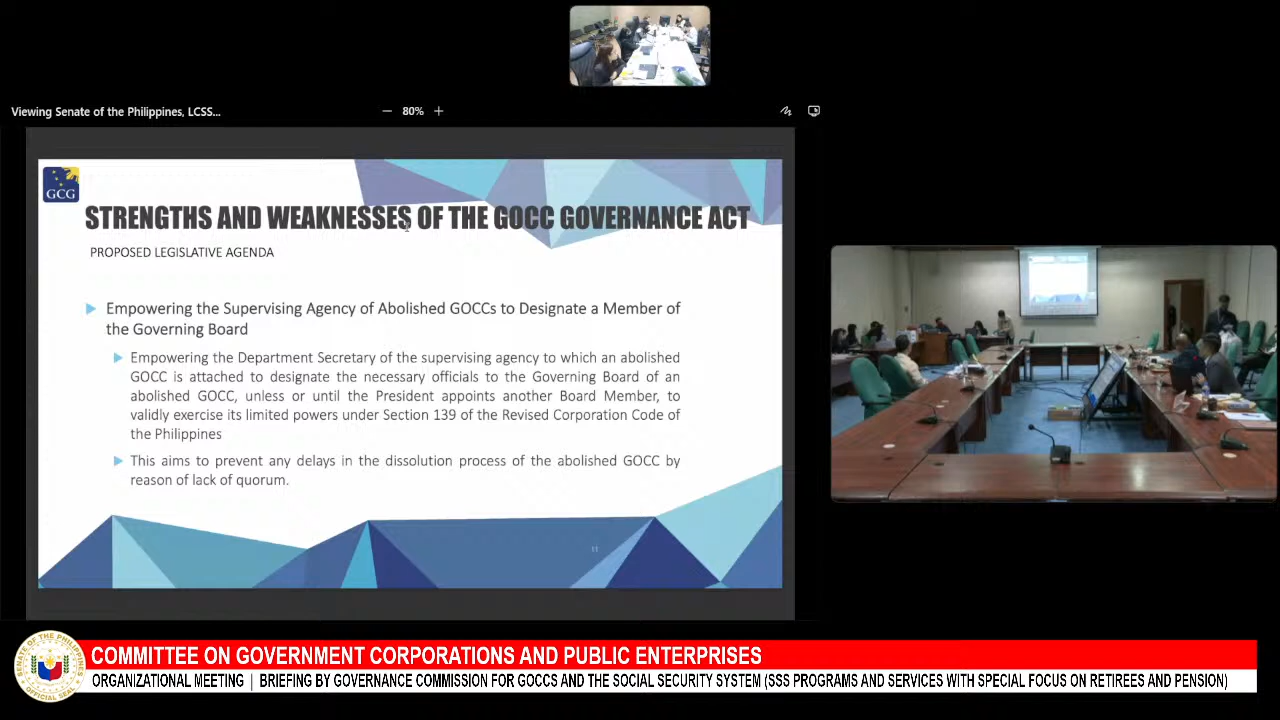 Viewing Senate of the Philippines, LCSS...
80%
GCG
STRENGTHS AND WEAKNESSES OF THE GOCC GOVERNANCE ACT
PROPOSED LEGISLATIVE AGENDA
Empowering the Supervising Agency of Abolished GOCCs to Designate a Member of
the Governing Board
Empowering the Department Secretary of the supervising agency to which an abolished
GOCC is attached to designate the necessary officials to the Governing Board of an
abolished GOCC, unless or until the President appoints another Board Member, to
validly exercise its limited powers under Section 139 of the Revised Corporation Code of
the Philippines
This aims to prevent any delays in the dissolution process of the abolished GOCC by
reason of lack of quorum.
11
SENATE OF THE PHILIPPINES
OFFICIAL SEAL
COMMITTEE ON GOVERNMENT CORPORATIONS AND PUBLIC ENTERPRISES
ORGANIZATIONAL MEETING | BRIEFING BY GOVERNANCE COMMISSION FOR GOCCS AND THE SOCIAL SECURITY SYSTEM (SSS PROGRAMS AND SERVICES WITH SPECIAL FOCUS ON RETIREES AND PENSION)